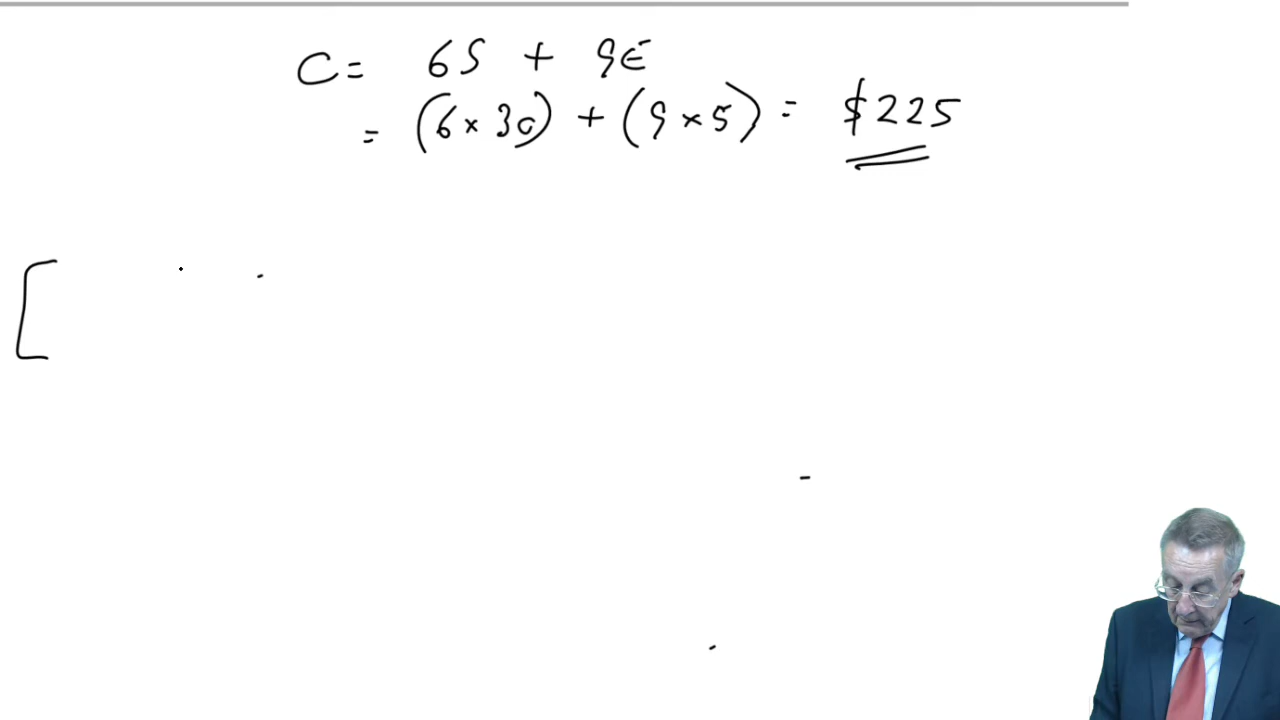 C = 6S + 9E
= (6 × 30) + (9 × 5) = $225